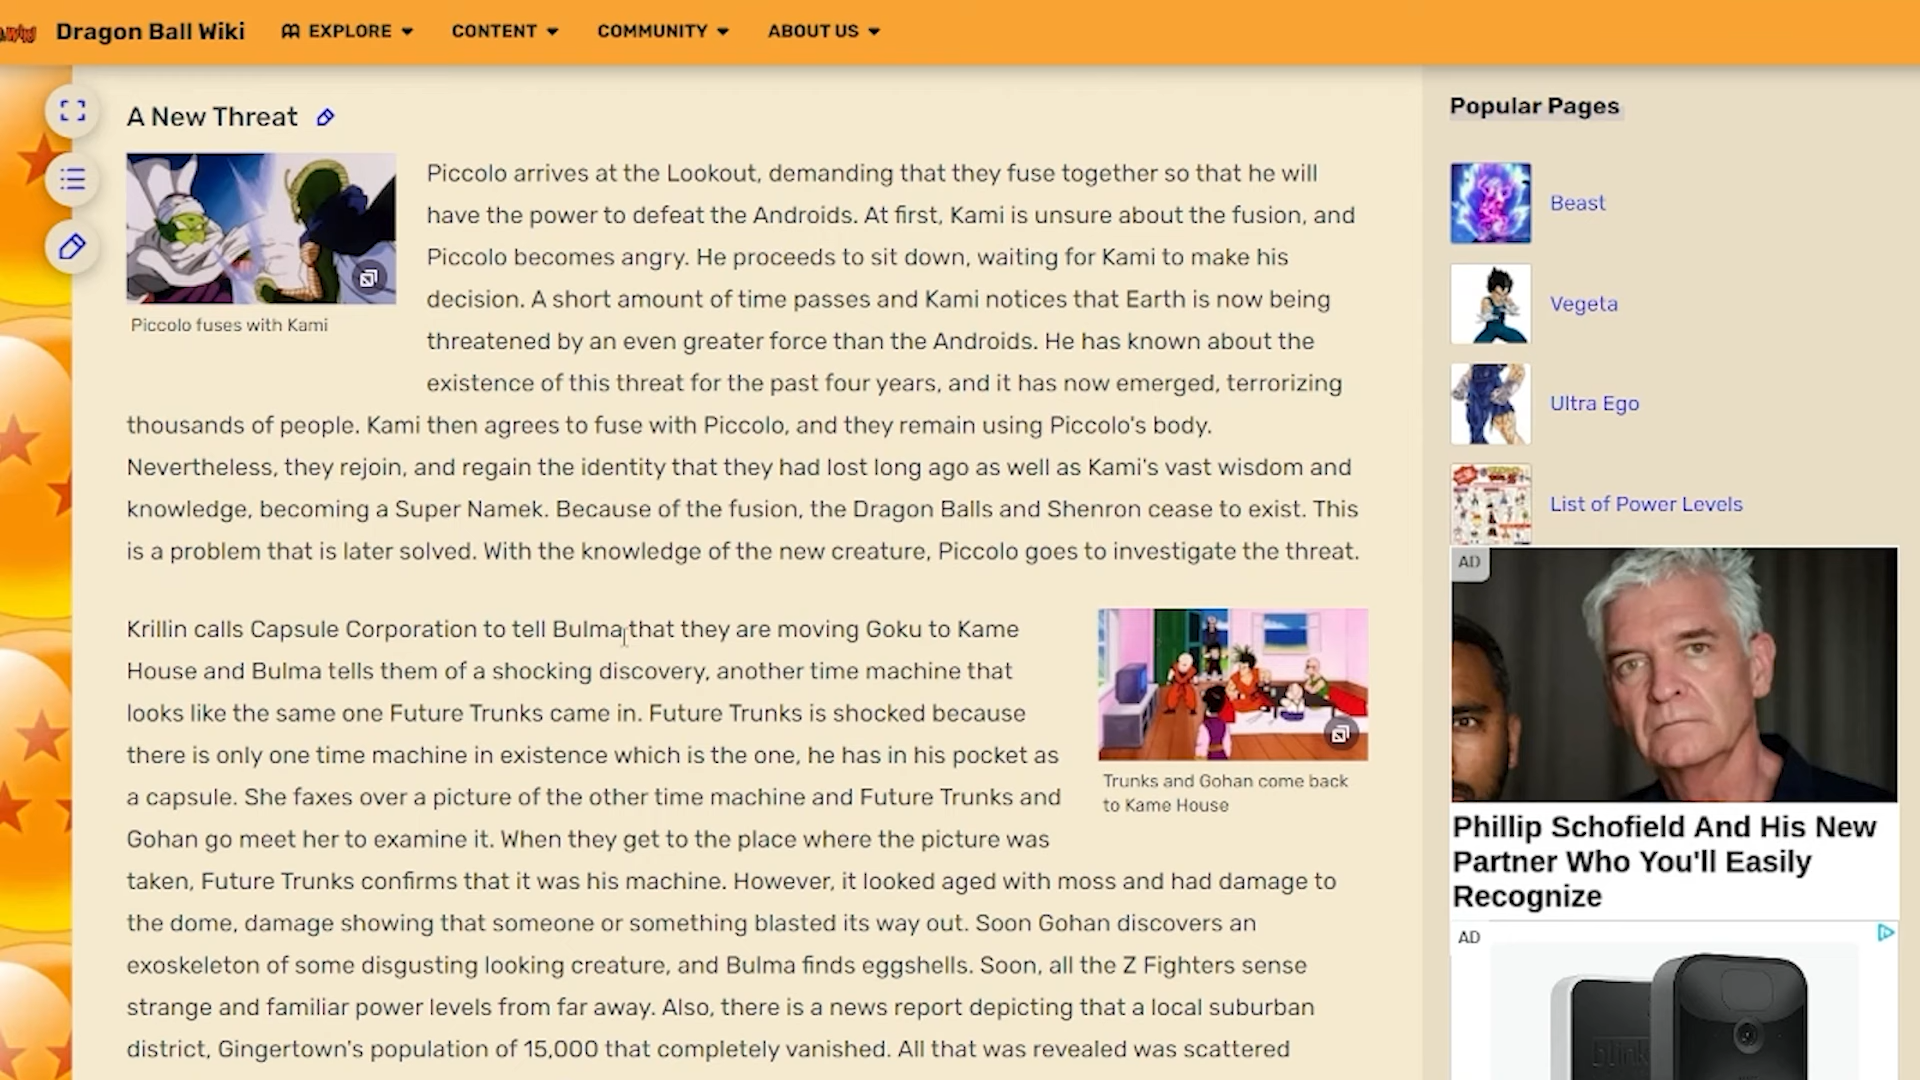 Dragon Ball Wiki
EXPLORE
CONTENT
COMMUNITY
ABOUT US
A New Threat
Piccolo fuses with Kami
Piccolo arrives at the Lookout, demanding that they fuse together so that he will
have the power to defeat the Androids. At first, Kami is unsure about the fusion, and
Piccolo becomes angry. He proceeds to sit down, waiting for Kami to make his
decision. A short amount of time passes and Kami notices that Earth is now being
threatened by an even greater force than the Androids. He has known about the
existence of this threat for the past four years, and it has now emerged, terrorizing
thousands of people. Kami then agrees to fuse with Piccolo, and they remain using Piccolo's body.
Nevertheless, they rejoin, and regain the identity that they had lost long ago as well as Kami's vast wisdom and
knowledge, becoming a Super Namek. Because of the fusion, the Dragon Balls and Shenron cease to exist. This
is a problem that is later solved. With the knowledge of the new creature, Piccolo goes to investigate the threat.
Krillin calls Capsule Corporation to tell Bulma that they are moving Goku to Kame
House and Bulma tells them of a shocking discovery, another time machine that
looks like the same one Future Trunks came in. Future Trunks is shocked because
there is only one time machine in existence which is the one, he has in his pocket as
a capsule. She faxes over a picture of the other time machine and Future Trunks and
Gohan go meet her to examine it. When they get to the place where the picture was
taken, Future Trunks confirms that it was his machine. However, it looked aged with moss and had damage to
the dome, damage showing that someone or something blasted its way out. Soon Gohan discovers an
exoskeleton of some disgusting looking creature, and Bulma finds eggshells. Soon, all the Z Fighters sense
strange and familiar power levels from far away. Also, there is a news report depicting that a local suburban
district, Gingertown's population of 15,000 that completely vanished. All that was revealed was scattered
Trunks and Gohan come back
to Kame House
Popular Pages
Beast
Vegeta
Ultra Ego
List of Power Levels
AD
Phillip Schofield And His New
Partner Who You'll Easily
Recognize
AD
blink